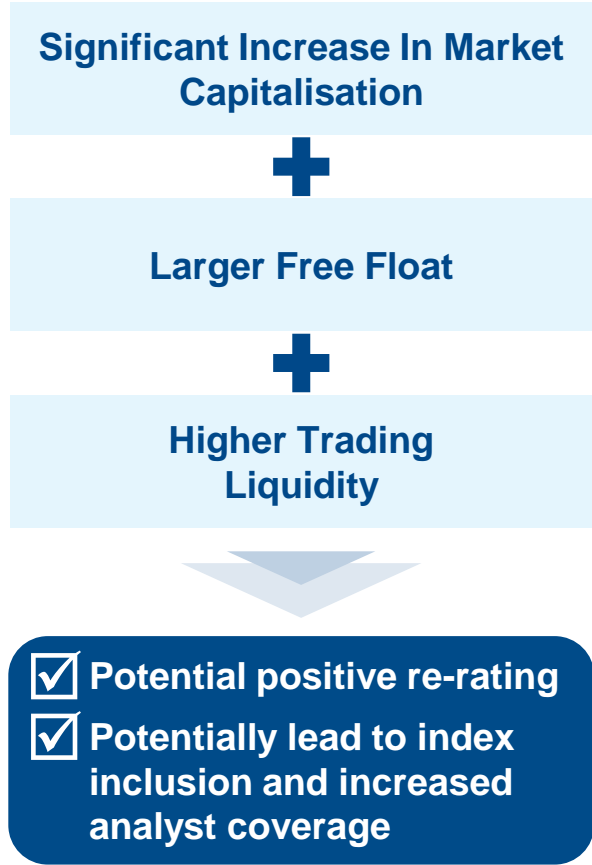 Significant Increase In Market
Capitalisation
Larger Free Float
Higher Trading
Liquidity
Potential positive re-rating
Potentially lead to index
inclusion and increased
analyst coverage